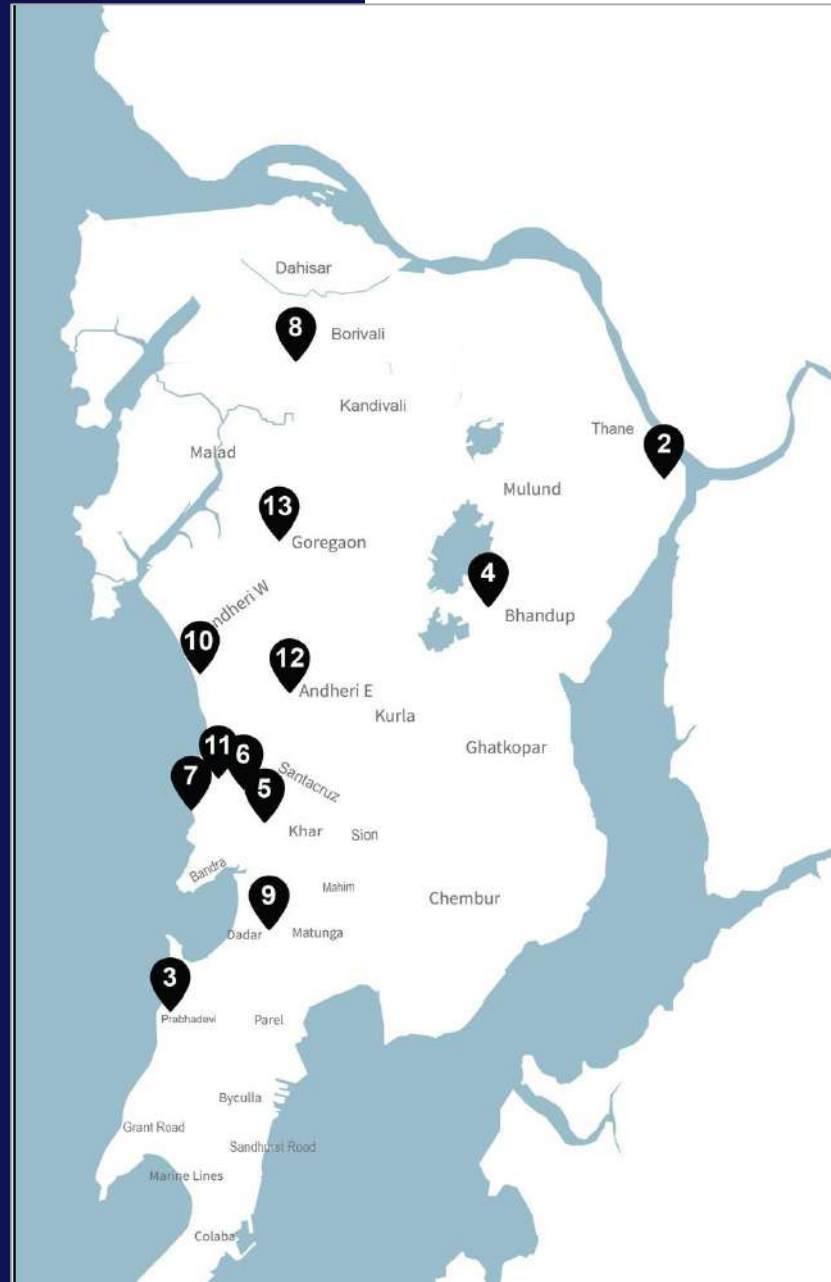 Dahisar
8
Borivali
Kandivali
Thane
2
Malad
Mulund
13
Goregaon
4
ndheri W
Bhandup
10
12
Andheri E
Kurla
11
6
Ghatkopar
7
Santacruz
5
Khar
Sion
Bandra
9
Mahim
Chembur
Dadar
Matunga
3
Prabhadevi
Parel
Byculla
Grant Road
Sandhurst Road
Marine Lines
Colaba